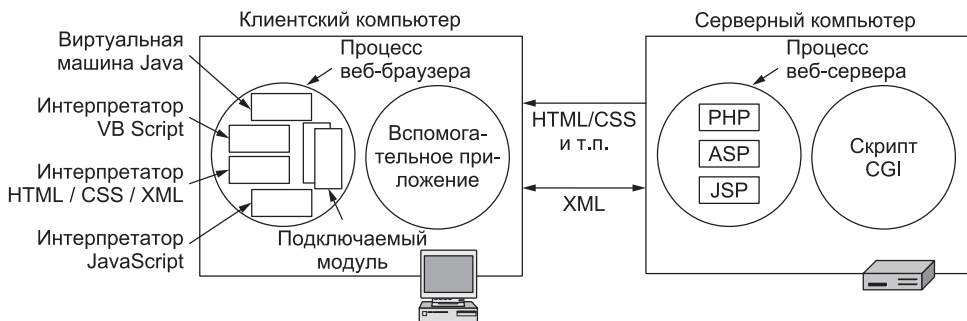 Клиентский компьютер
Серверный компьютер
Виртуальная
машина Java
Процесс
веб-браузера
Интерпретатор
VB Script
Интерпретатор
HTML / CSS / XML
Интерпретатор
JavaScript
Вспомога-
тельное при-
ложение
Подключаемый
модуль
HTML/CSS
и т.п.
XML
Процесс
веб-сервера
PHP
ASP
JSP
Скрипт
CGI